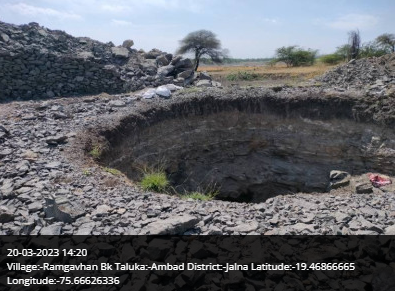 20-03-2023 14:20
Village:-Ramgavhan Bk Taluka:-Ambad District:-Jalna Latitude:-19.46866665
Longitude:-75.66626336